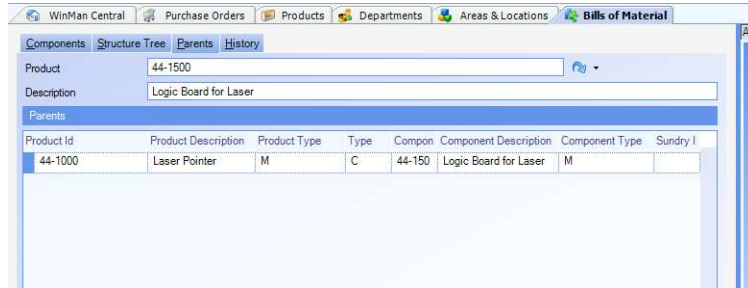 WinMan Central Purchase Orders Products Departments Areas & Locations Bills of Material
Components Structure Tree Parents History
Product 44-1500
Description Logic Board for Laser
Parents
Product Id Product Description Product Type Type Compon Component Description Component Type Sundry I
44-1000 Laser Pointer M C 44-150 Logic Board for Laser M